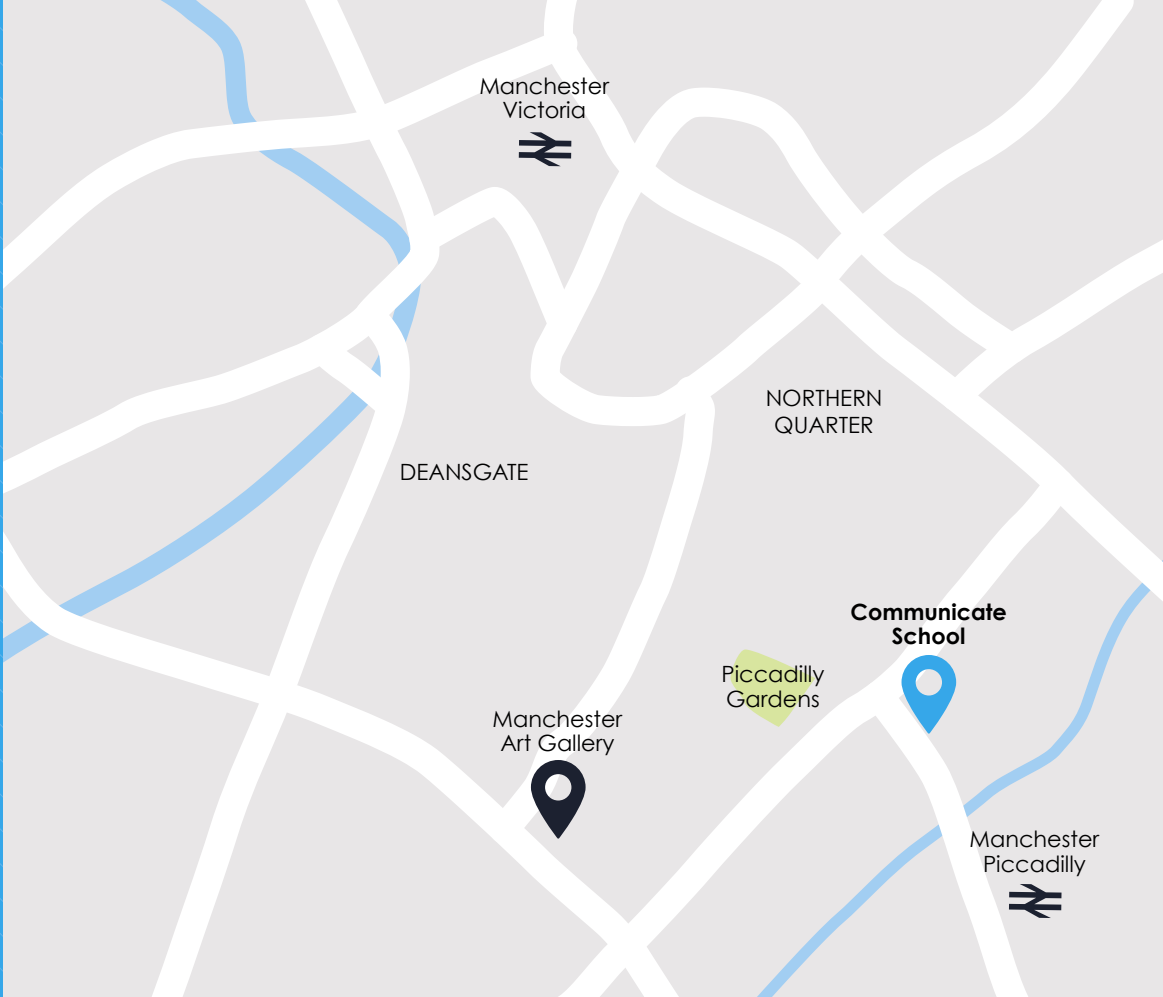 Manchester
Victoria
NORTHERN
QUARTER
DEANSGATE
Communicate
School
Piccadilly
Gardens
Manchester
Art Gallery
Manchester
Piccadilly